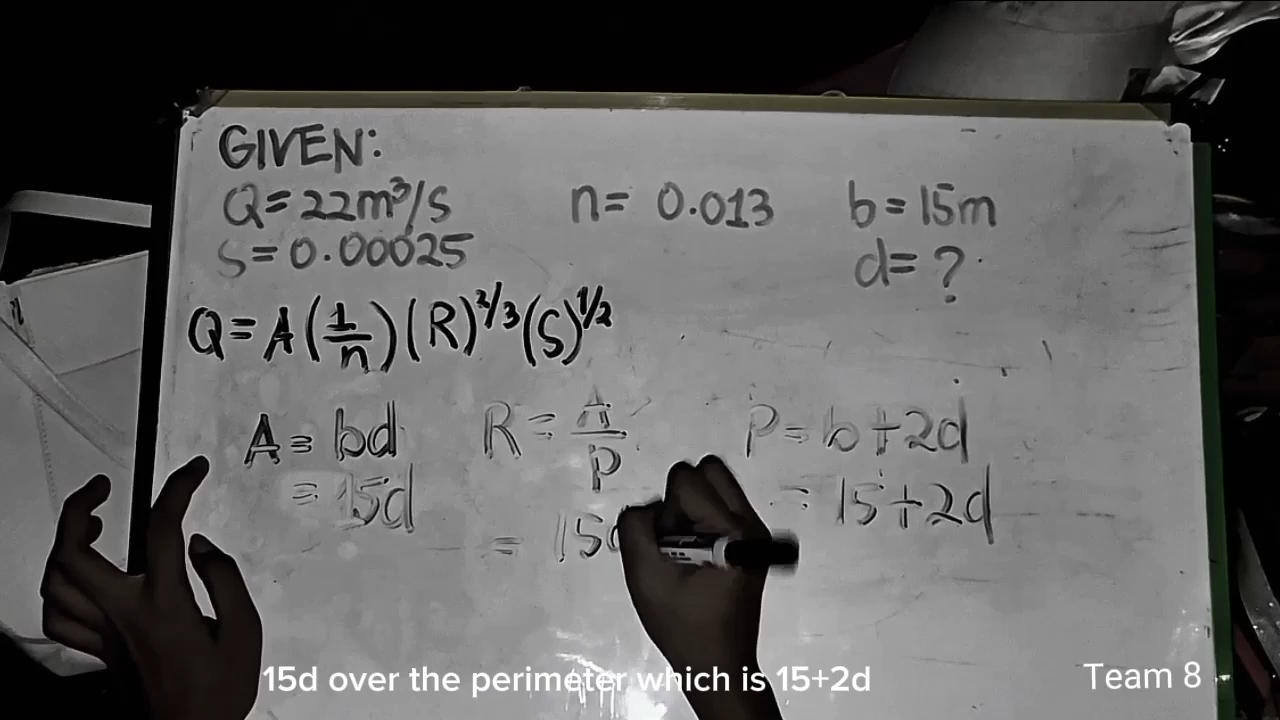 GIVEN:
Q = 22m³/s n = 0.013 b = 15m
S = 0.00025 d = ?
Q = A (1/n) (R)^2/3 (S)^1/2
A = bd R = A/P P = b+2d
= 15d = 15d = 15+2d
15d over the perimeter which is 15+2d
Team 8